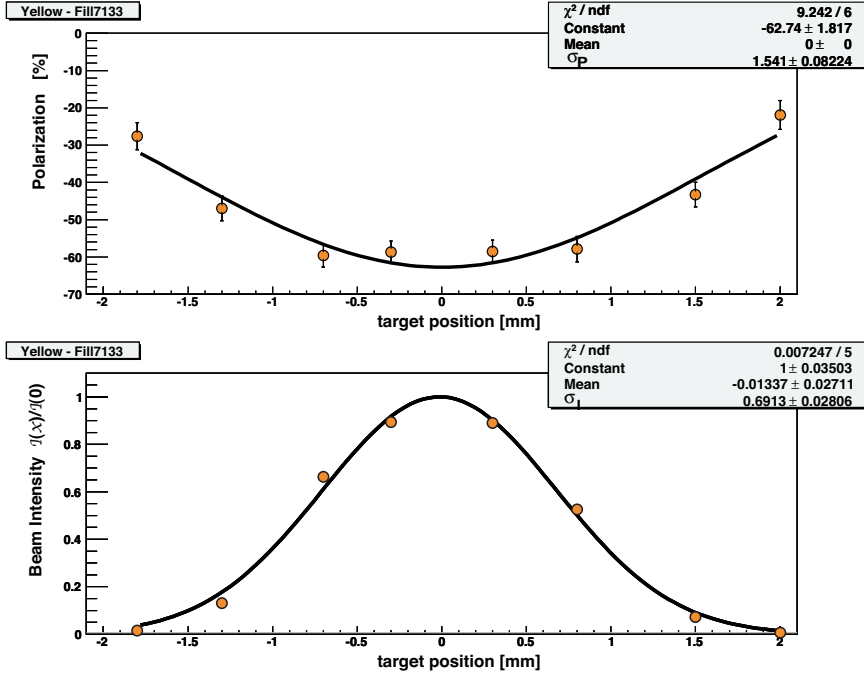 Yellow - Fill7133
χ² / ndf 9.242 / 6
Constant -62.74 ± 1.817
Mean 0 ± 0
σP 1.541 ± 0.08224
Polarization [%]
0
-10
-20
-30
-40
-50
-60
-70
-2 -1.5 -1 -0.5 0 0.5 1 1.5 2
target position [mm]
Yellow - Fill7133
χ² / ndf 0.007247 / 5
Constant 1 ± 0.03503
Mean -0.01337 ± 0.02711
σI 0.6913 ± 0.02806
Beam Intensity I(x)/I(0)
1
0.8
0.6
0.4
0.2
0
-2 -1.5 -1 -0.5 0 0.5 1 1.5 2
target position [mm]